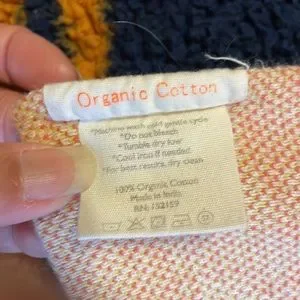 Organic Cotton
*Machine wash cold gentle cycle
*Do not bleach
*Tumble dry low
*Cool iron if needed
*For best results, dry clean
100% Organic Cotton
Made in India
RN: 152159